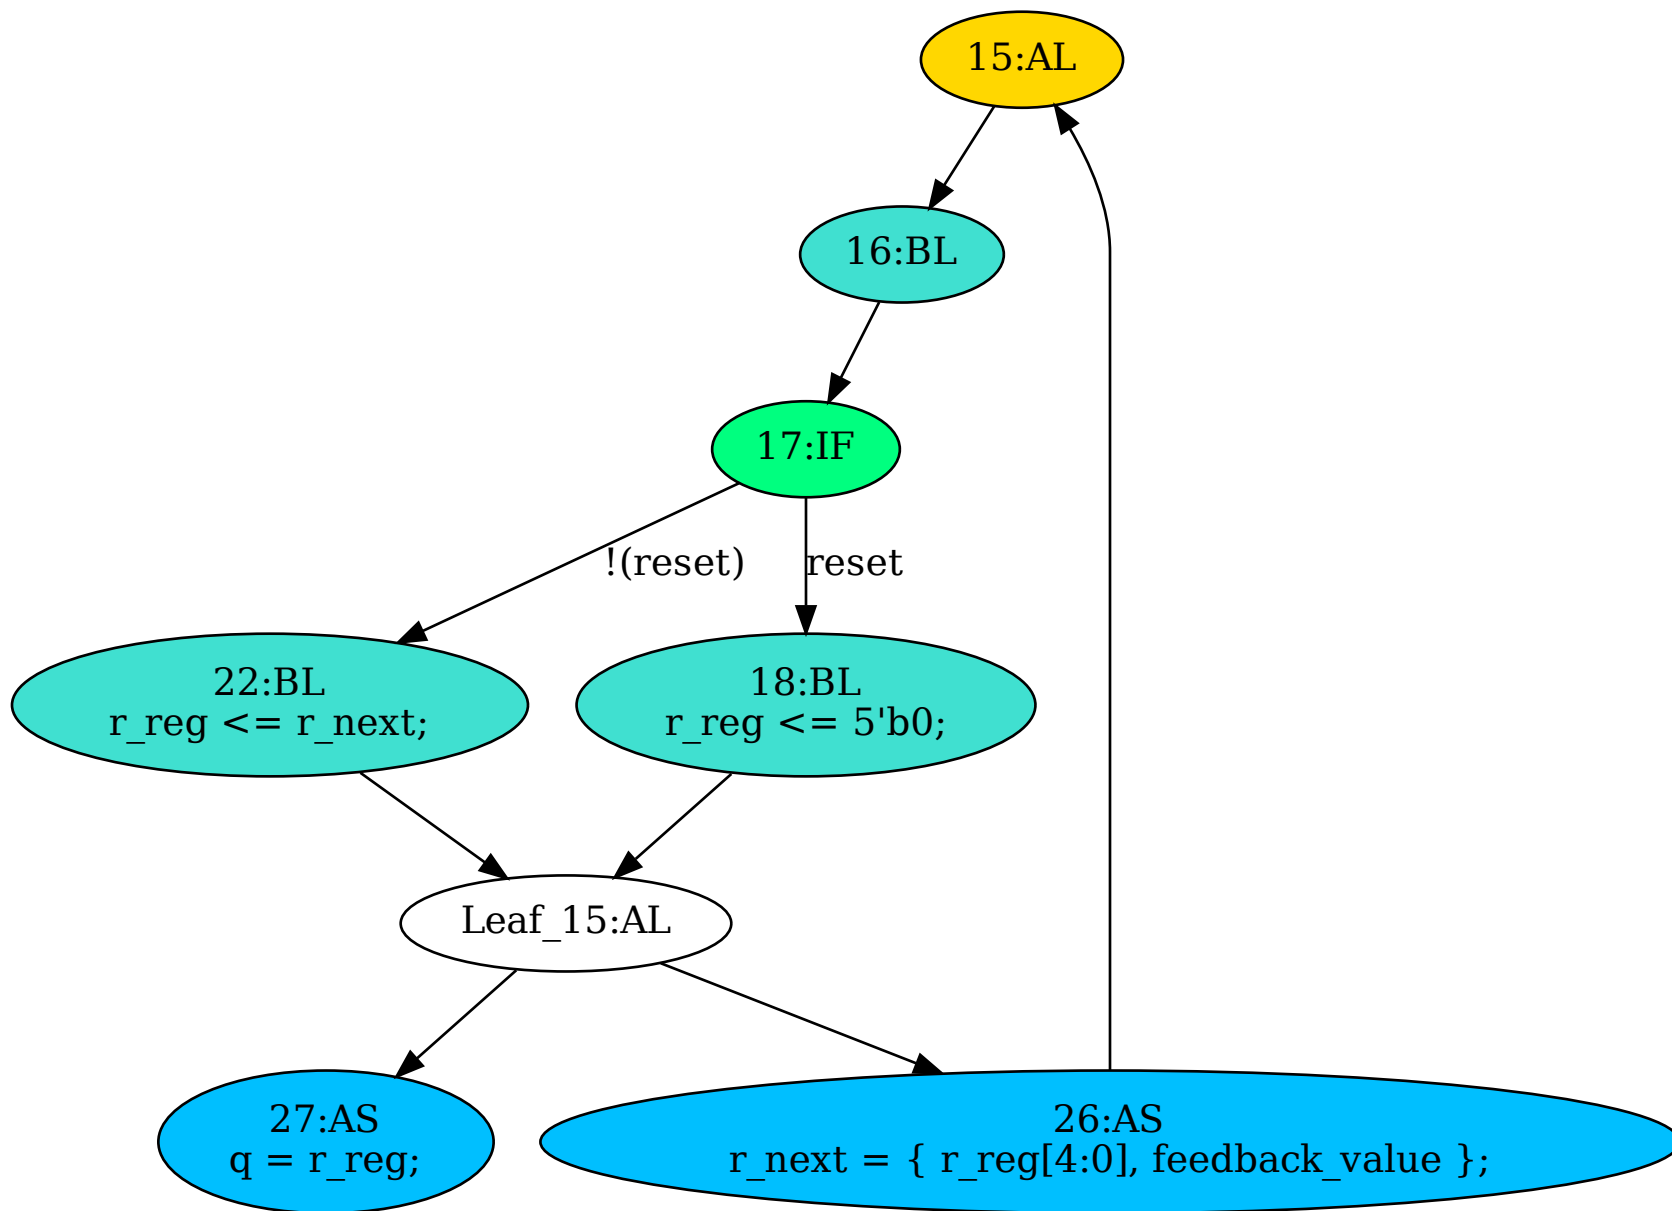 15:AL
16:BL
17:IF
!(reset)
reset
22:BL
r_reg <= r_next;
18:BL
r_reg <= 5'b0;
Leaf_15:AL
27:AS
q = r_reg;
26:AS
r_next = { r_reg[4:0], feedback_value };